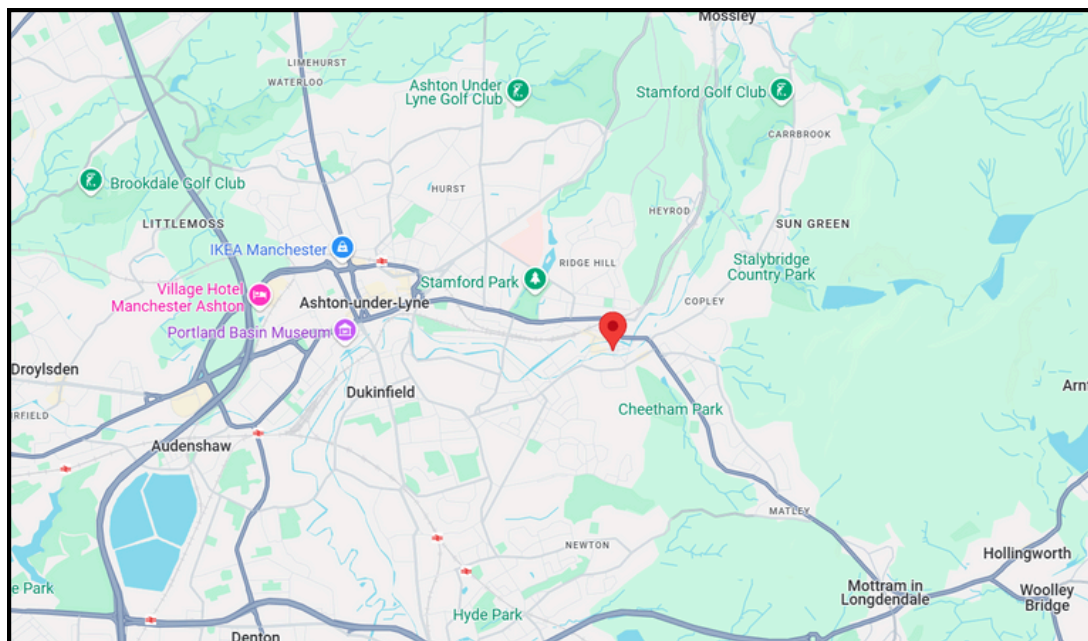 Mossley
LIMEHURST
WATERLOO
Ashton Under
Lyne Golf Club
Stamford Golf Club
CARRBROOK
Brookdale Golf Club
HURST
HEYROD
LITTLEMOSS
SUN GREEN
IKEA Manchester
RIDGE HILL
Stalybridge
Country Park
Stamford Park
Village Hotel
Manchester Ashton
Ashton-under-Lyne
COPLEY
Portland Basin Museum
Droylsden
Dukinfield
Cheetham Park
Audenshaw
MATLEY
NEWTON
Hollingworth
Mottram in
Longdendale
Woolley
Bridge
Hyde Park
Denton
e Park